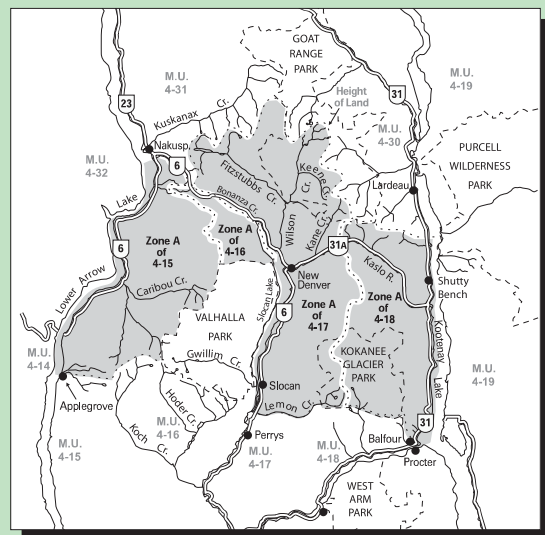 GOAT
RANGE
PARK
M.U.
4-31
31
M.U.
4-19
Height
of Land
23
Kuskanax Cr.
M.U.
4-30
PURCELL
WILDERNESS
PARK
Nakusp
6
M.U.
4-32
Fitzstubbs Cr.
Keene Cr.
Lardeau
Bonanza Cr.
Wilson
Kane Cr.
Lake
6
Zone A
of
4-15
Zone A
of
4-16
31A
Kaslo R.
New
Denver
Shutty
Bench
Caribou Cr.
Lower Arrow
Slocan Lake
Zone A
of
4-17
Zone A
of
4-18
6
VALHALLA
PARK
Kootenay
Lake
KOKANEE
GLACIER
PARK
M.U.
4-14
Gwillim Cr.
M.U.
4-19
Slocan
Applegrove
Hoder Cr.
Lemon Cr.
M.U.
4-16
Koch Cr.
31
M.U.
4-15
Perrys
M.U.
4-17
M.U.
4-18
Balfour
Procter
WEST
ARM
PARK